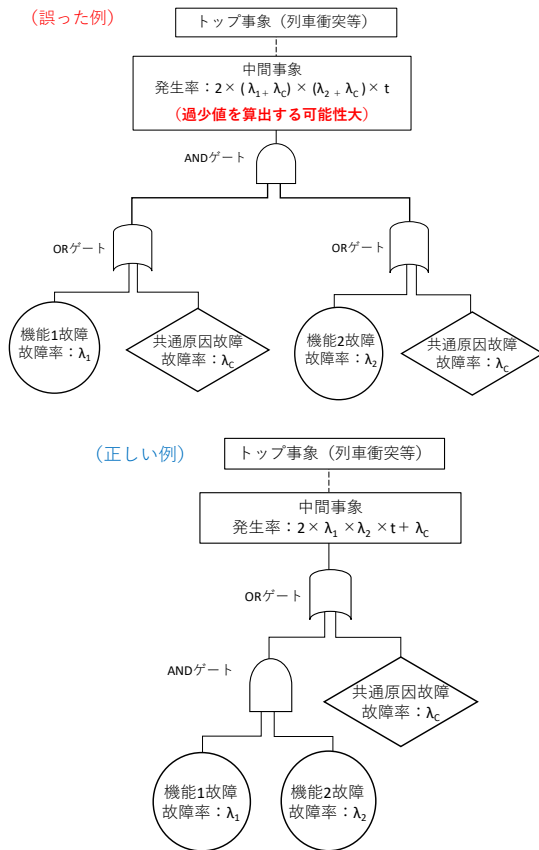 （誤った例）
トップ事象（列車衝突等）
中間事象
発生率：2× ( λ₁₊ λ꜀) × (λ₂ ₊ λ꜀ ) × t
（過少値を算出する可能性大）
ANDゲート
ORゲート
ORゲート
機能1故障
故障率：λ₁
共通原因故障
故障率：λ꜀
機能2故障
故障率：λ₂
共通原因故障
故障率：λ꜀
（正しい例）
トップ事象（列車衝突等）
中間事象
発生率：2× λ₁ ×λ₂ × t + λ꜀
ORゲート
ANDゲート
共通原因故障
故障率：λ꜀
機能1故障
故障率：λ₁
機能2故障
故障率：λ₂